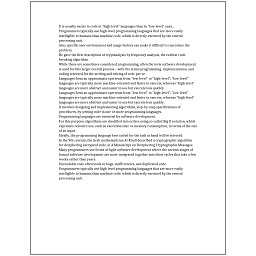 It is usually easier to code in "high-level" languages than in "low-level" ones.
Programmers typically use high-level programming languages that are more easily
intelligible to humans than machine code, which is directly executed by the central
processing unit.
Also, specific user environment and usage history can make it difficult to reproduce the
problem.
He gave the first description of cryptanalysis by frequency analysis, the earliest code-
breaking algorithm.
While these are sometimes considered programming, often the term software development
is used for this larger overall process – with the terms programming, implementation, and
coding reserved for the writing and editing of code per se.
Languages form an approximate spectrum from "low-level" to "high-level"; "low-level"
languages are typically more machine-oriented and faster to execute, whereas "high-level"
languages are more abstract and easier to use but execute less quickly.
Languages form an approximate spectrum from "low-level" to "high-level"; "low-level"
languages are typically more machine-oriented and faster to execute, whereas "high-level"
languages are more abstract and easier to use but execute less quickly.
It involves designing and implementing algorithms, step-by-step specifications of
procedures, by writing code in one or more programming languages.
Programming languages are essential for software development.
For this purpose, algorithms are classified into orders using so-called Big O notation, which
expresses resource use, such as execution time or memory consumption, in terms of the size
of an input.
Ideally, the programming language best suited for the task at hand will be selected.
In the 9th century, the Arab mathematician Al-Kindi described a cryptographic algorithm
for deciphering encrypted code, in A Manuscript on Deciphering Cryptographic Messages.
Many programmers use forms of Agile software development where the various stages of
formal software development are more integrated together into short cycles that take a few
weeks rather than years.
Unreadable code often leads to bugs, inefficiencies, and duplicated code.
Programmers typically use high-level programming languages that are more easily
intelligible to humans than machine code, which is directly executed by the central
processing unit.